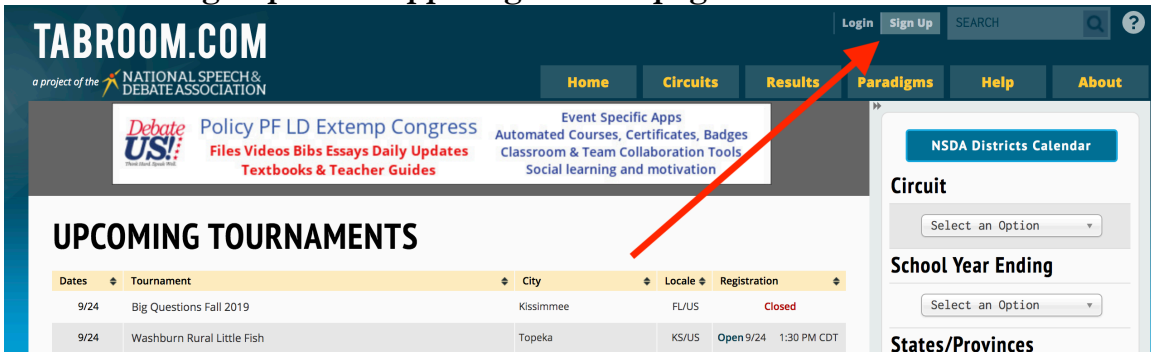 TABROOM.COM
a project of the NATIONAL SPEECH & DEBATE ASSOCIATION
Login Sign Up SEARCH ?
Home Circuits Results Paradigms Help About
Debate US!
Policy PF LD Extemp Congress
Files Videos Bibs Essays Daily Updates
Textbooks & Teacher Guides
Event Specific Apps
Automated Courses, Certificates, Badges
Classroom & Team Collaboration Tools
Social learning and motivation
NSDA Districts Calendar
Circuit
Select an Option
School Year Ending
Select an Option
States/Provinces
UPCOMING TOURNAMENTS
Dates Tournament City Locale Registration
9/24 Big Questions Fall 2019 Kissimmee FL/US Closed
9/24 Washburn Rural Little Fish Topeka KS/US Open 9/24 1:30 PM CDT